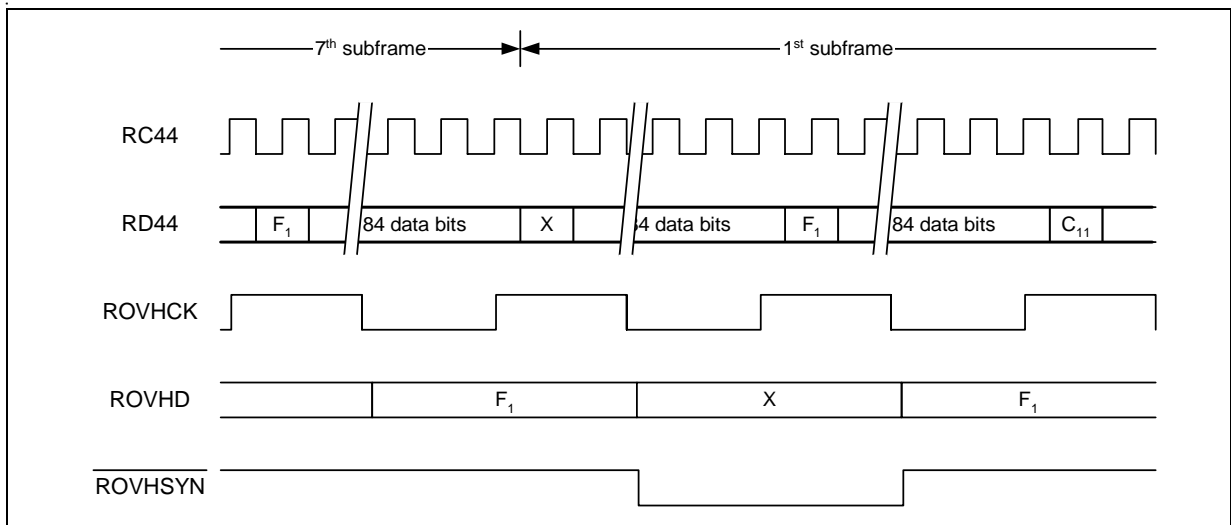 7th subframe 1st subframe
RC44
RD44 F1 84 data bits X 84 data bits F1 84 data bits C11
ROVHCK
ROVHD F1 X F1
ROVHSYN